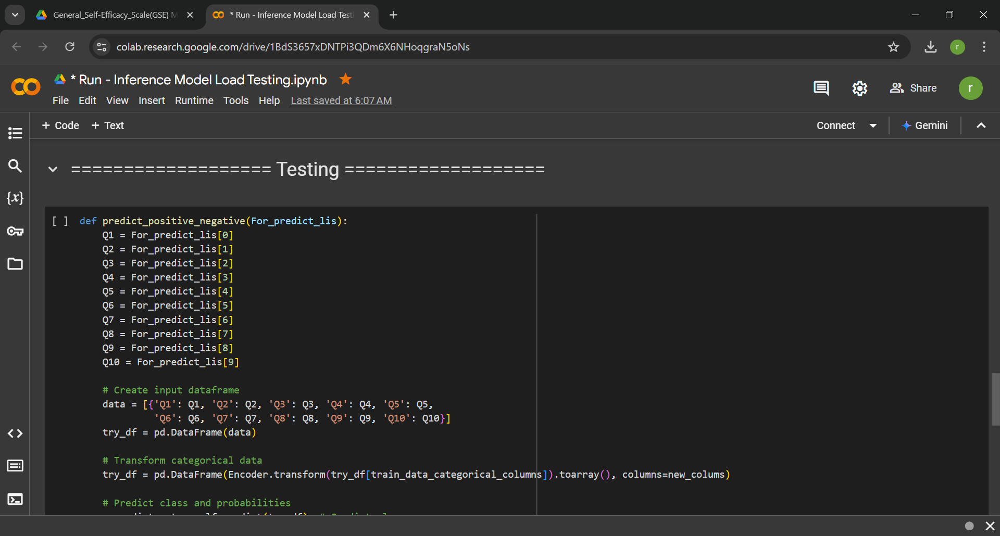 General_Self-Efficacy_Scale(GSE) M
* Run - Inference Model Load Testi
colab.research.google.com/drive/1BdS3657xDNTPi3QDm6X6NHoqgraN5oNs
r
* Run - Inference Model Load Testing.ipynb
Share
r
File Edit View Insert Runtime Tools Help Last saved at 6:07 AM
+ Code + Text
Connect
Gemini
=================== Testing ===================
{x}
[ ] def predict_positive_negative(For_predict_lis):
Q1 = For_predict_lis[0]
Q2 = For_predict_lis[1]
Q3 = For_predict_lis[2]
Q4 = For_predict_lis[3]
Q5 = For_predict_lis[4]
Q6 = For_predict_lis[5]
Q7 = For_predict_lis[6]
Q8 = For_predict_lis[7]
Q9 = For_predict_lis[8]
Q10 = For_predict_lis[9]
# Create input dataframe
data = [{'Q1': Q1, 'Q2': Q2, 'Q3': Q3, 'Q4': Q4, 'Q5': Q5,
'Q6': Q6, 'Q7': Q7, 'Q8': Q8, 'Q9': Q9, 'Q10': Q10}]
try_df = pd.DataFrame(data)
# Transform categorical data
try_df = pd.DataFrame(Encoder.transform(try_df[train_data_categorical_columns]).toarray(), columns=new_colums)
# Predict class and probabilities